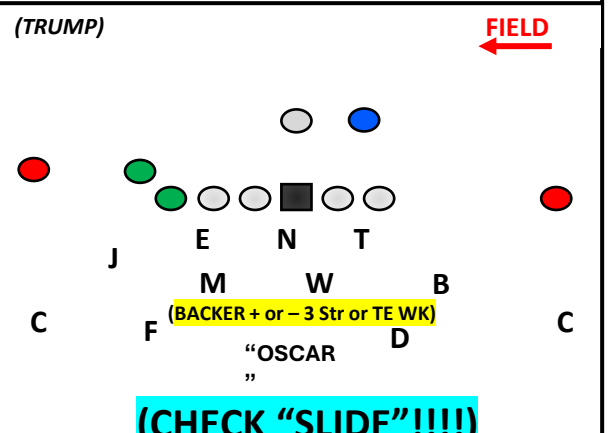 (TRUMP) FIELD
E N T
J
M W B
(BACKER + or – 3 Str or TE WK)
C F D C
“OSCAR
”
(CHECK “SLIDE”!!!!)